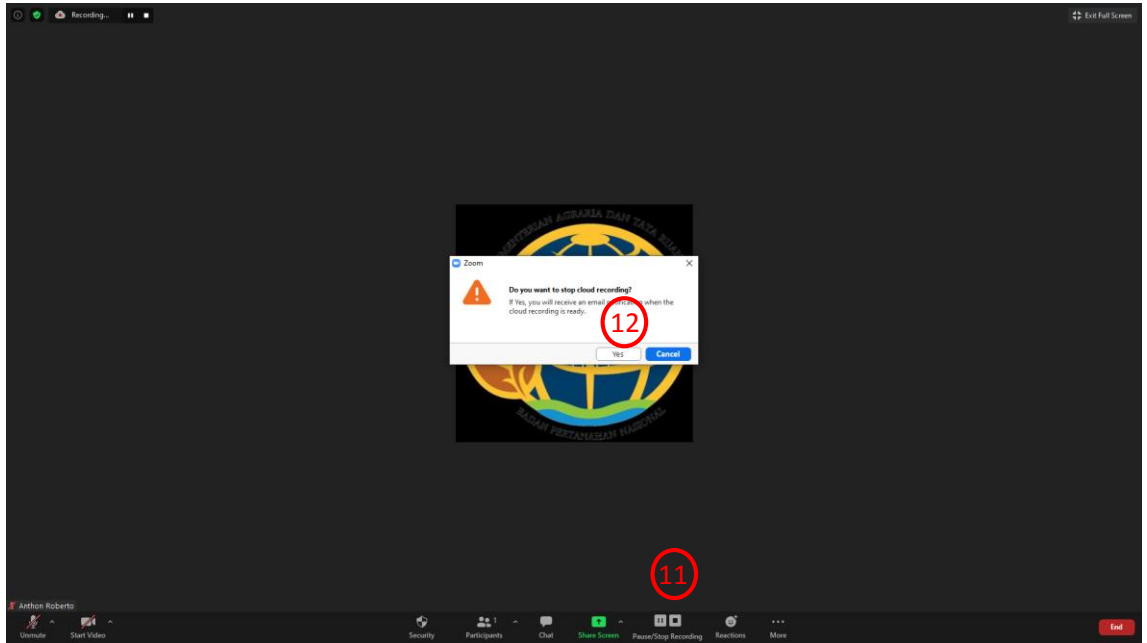 Recording...
Exit Full Screen
KEMENTERIAN AGRARIA DAN TATA RUANG
Zoom
Do you want to stop cloud recording?
If Yes, you will receive an email notification when the
cloud recording is ready.
12
Yes
Cancel
BADAN PERTANAHAN NASIONAL
11
Anthon Roberto
Unmute
Start Video
Security
1
Participants
Chat
Share Screen
Pause/Stop Recording
Reactions
More
End